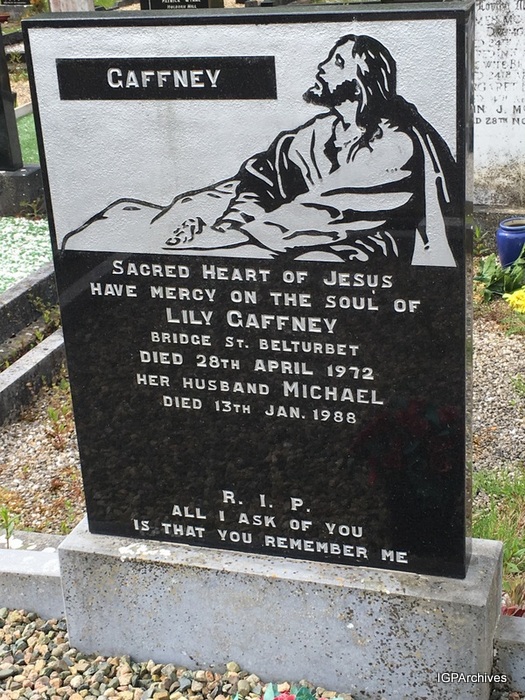 GAFFNEY
SACRED HEART OF JESUS
HAVE MERCY ON THE SOUL OF
LILY GAFFNEY
BRIDGE ST. BELTURBET
DIED 28TH APRIL 1972
HER HUSBAND MICHAEL
DIED 13TH JAN. 1988
R. I. P.
ALL I ASK OF YOU
IS THAT YOU REMEMBER ME
IGPArchives